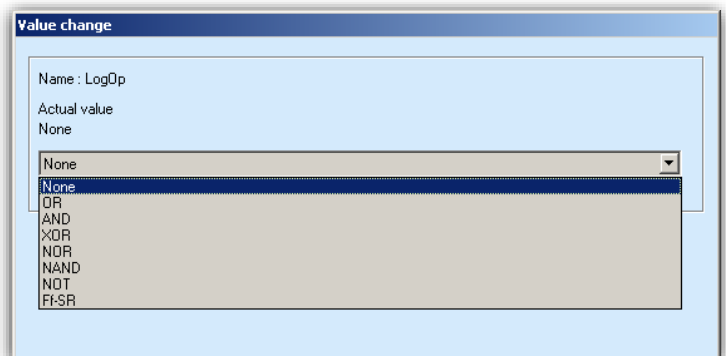 Value change
Name : LogOp
Actual value
None
None
None
OR
AND
XOR
NOR
NAND
NOT
Ff-SR